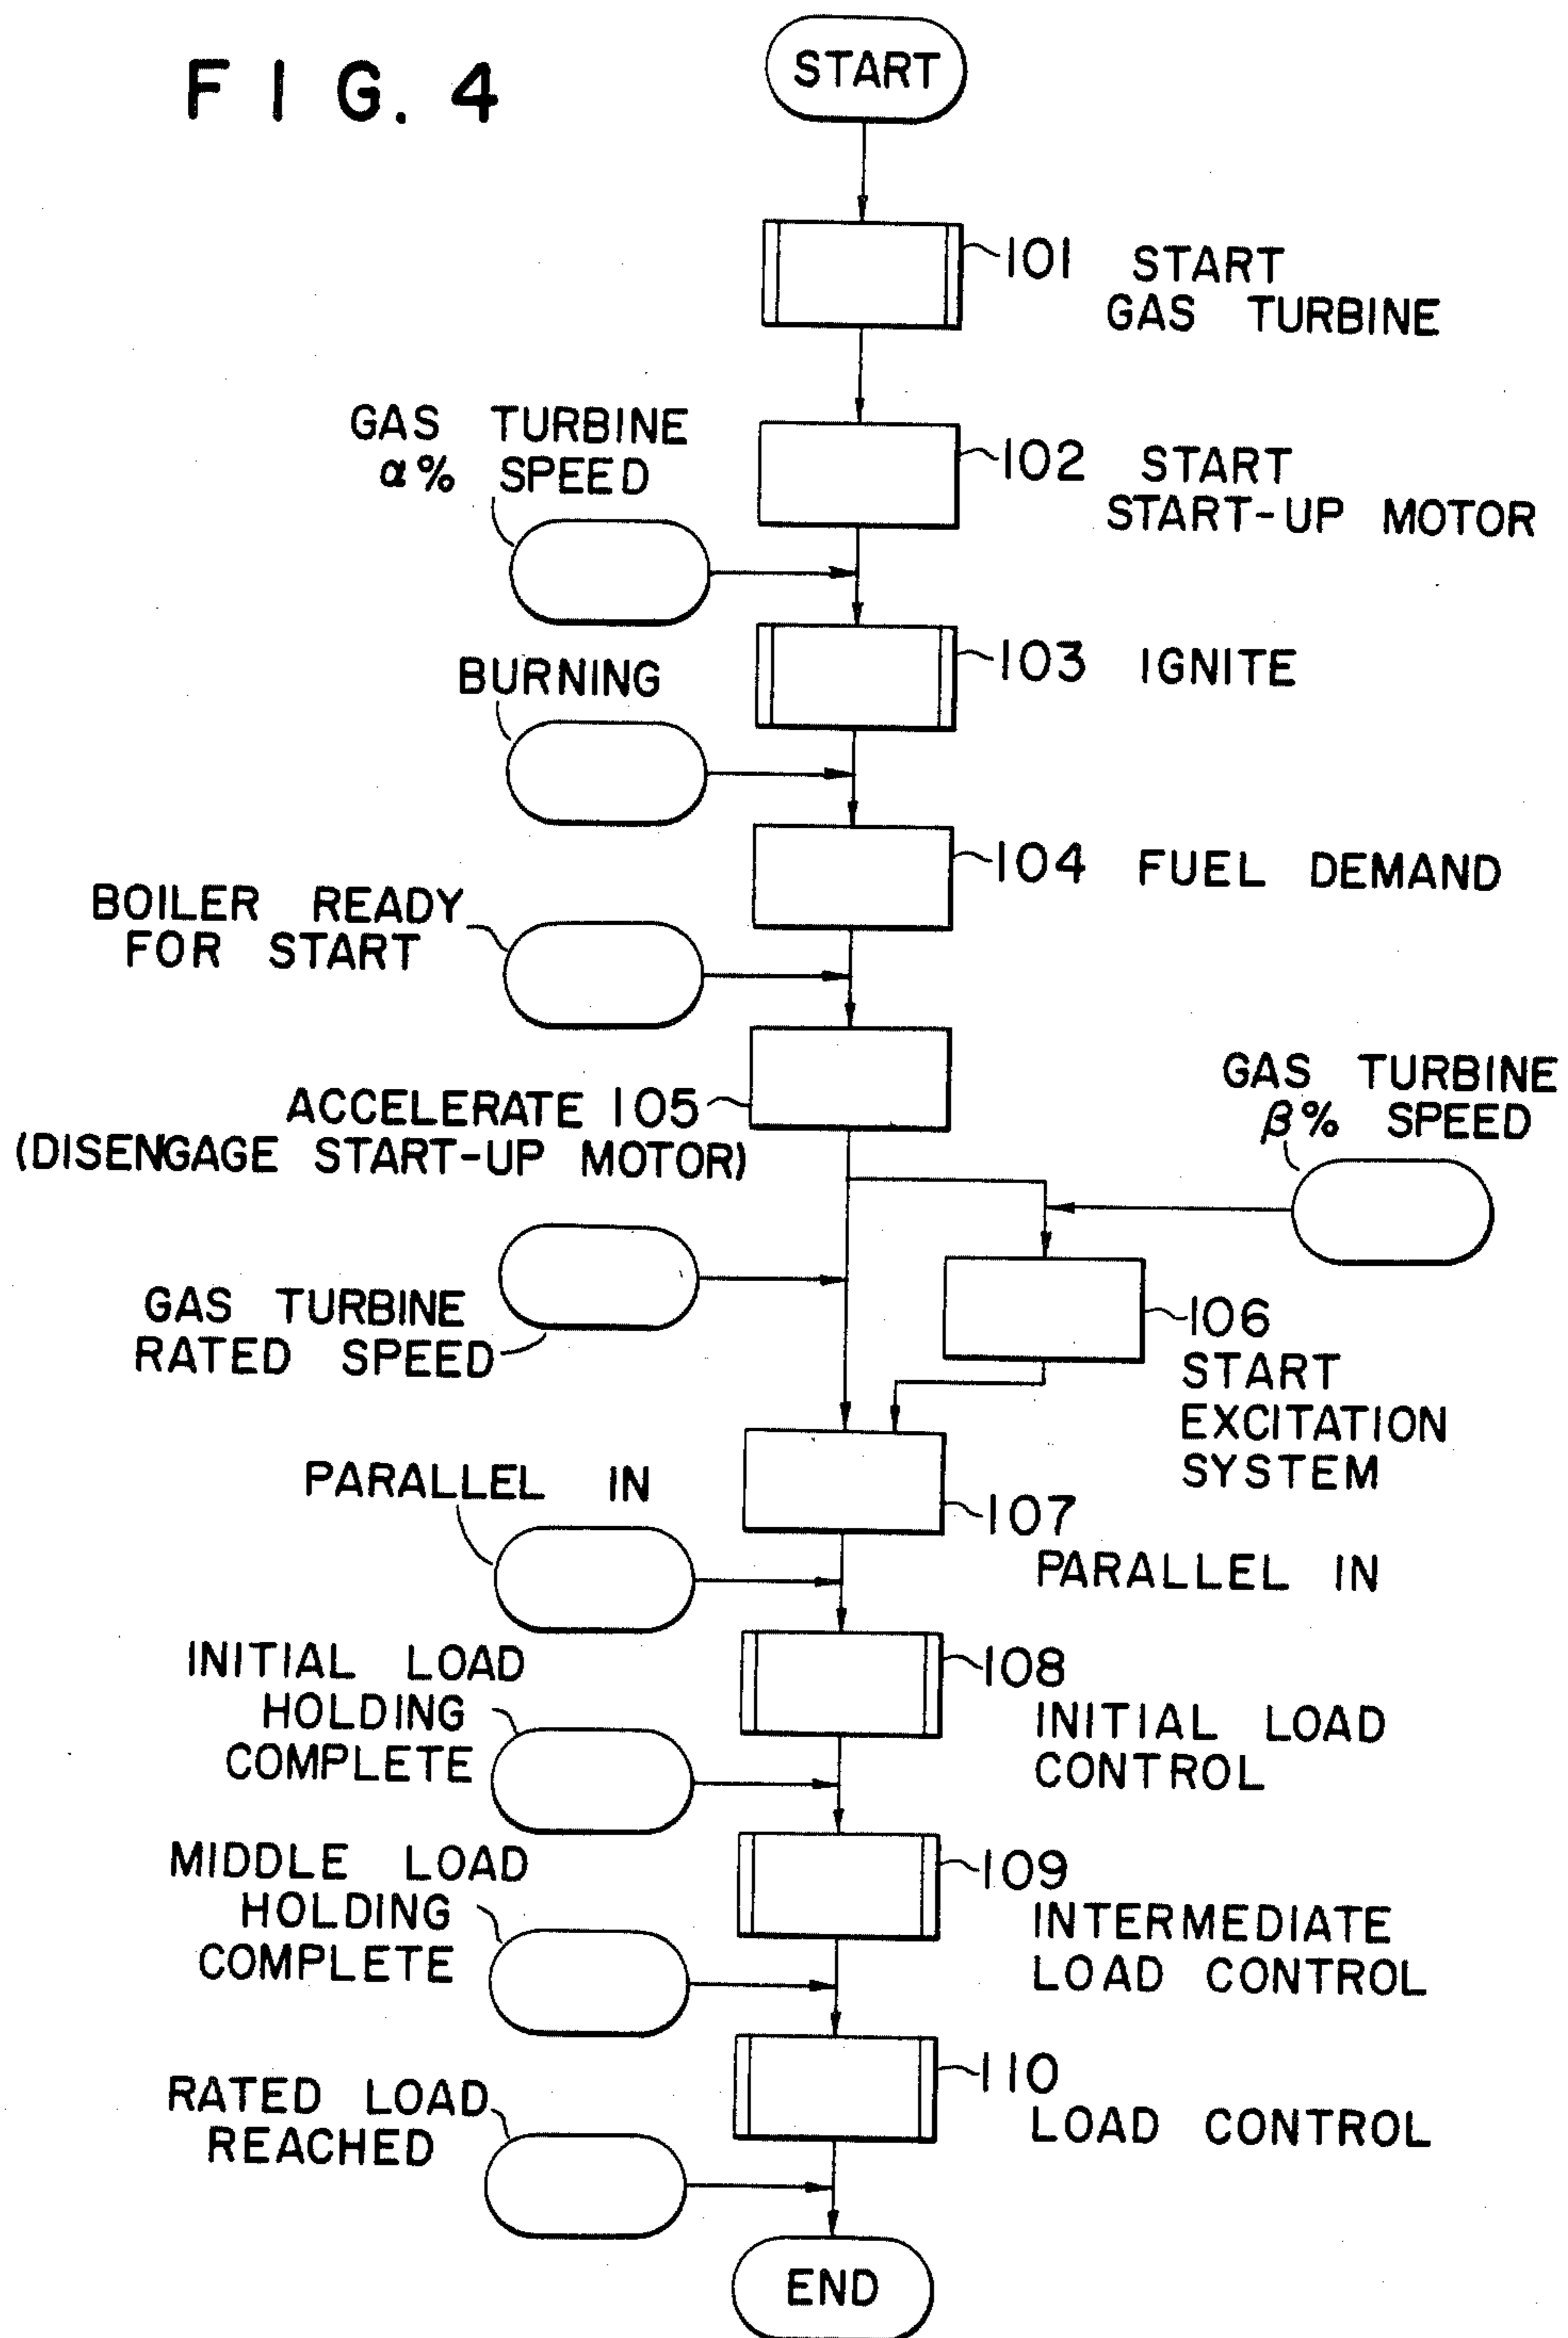 FIG. 4
START
101 START
GAS TURBINE
GAS TURBINE
α% SPEED
102 START
START-UP MOTOR
103 IGNITE
BURNING
104 FUEL DEMAND
BOILER READY
FOR START
ACCELERATE 105
(DISENGAGE START-UP MOTOR)
GAS TURBINE
β% SPEED
GAS TURBINE
RATED SPEED
106
START
EXCITATION
SYSTEM
PARALLEL IN
107
PARALLEL IN
INITIAL LOAD
HOLDING
COMPLETE
108
INITIAL LOAD
CONTROL
MIDDLE LOAD
HOLDING
COMPLETE
109
INTERMEDIATE
LOAD CONTROL
RATED LOAD
REACHED
110
LOAD CONTROL
END